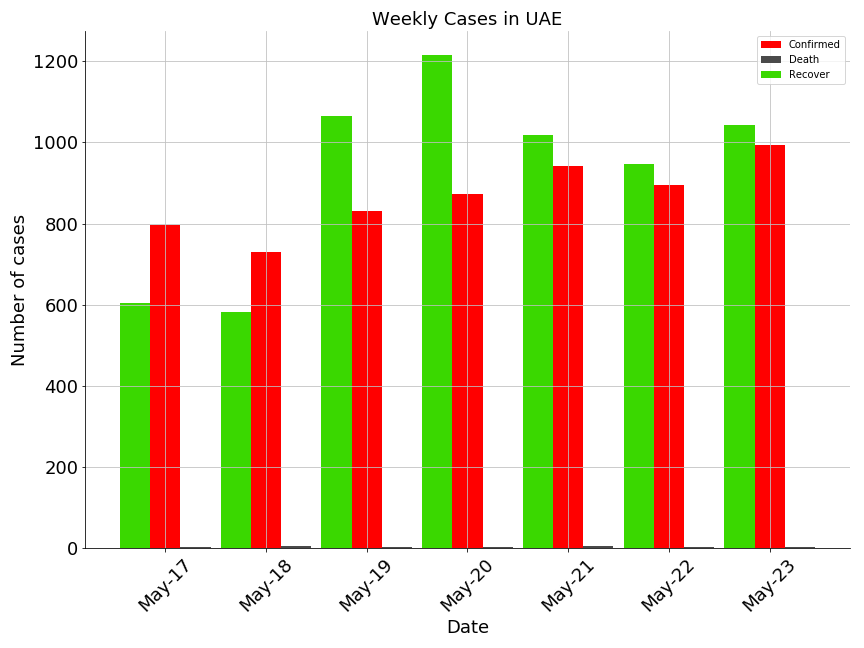 Weekly Cases in UAE
Confirmed
Death
Recover
Number of cases
1200
1000
800
600
400
200
0
May-17
May-18
May-19
May-20
May-21
May-22
May-23
Date